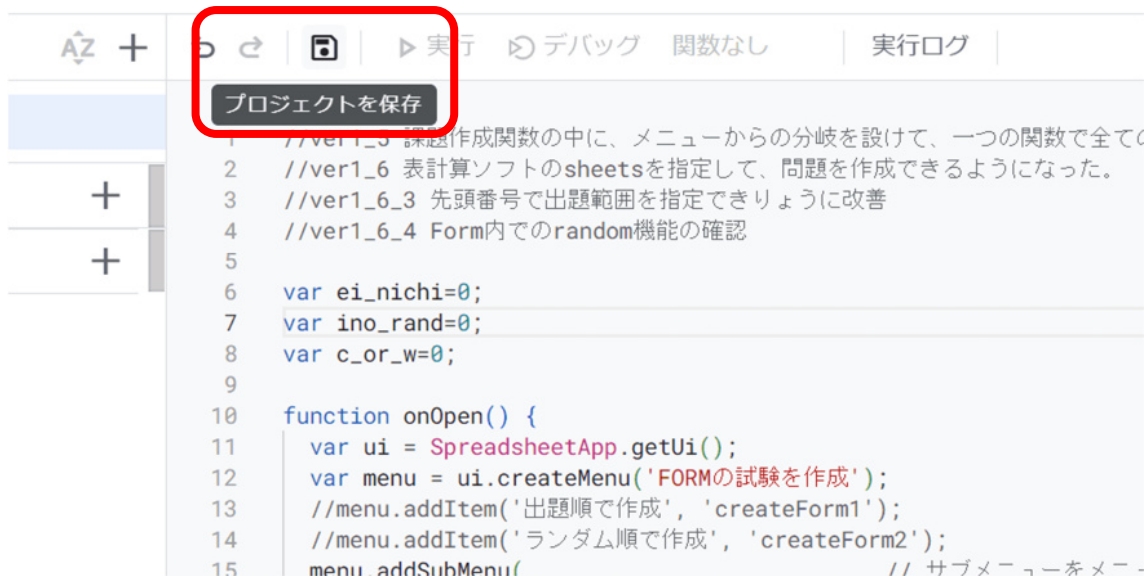 AZ
実行 デバッグ 関数なし 実行ログ
プロジェクトを保存
1 //ver1_5 課題作成関数の中に、メニューからの分岐を設けて、一つの関数で全ての
2 //ver1_6 表計算ソフトのsheetsを指定して、問題を作成できるようになった。
3 //ver1_6_3 先頭番号で出題範囲を指定できりょうに改善
4 //ver1_6_4 Form内でのrandom機能の確認
5
6 var ei_nichi=0;
7 var ino_rand=0;
8 var c_or_w=0;
9
10 function onOpen() {
11 var ui = SpreadsheetApp.getUi();
12 var menu = ui.createMenu('FORMの試験を作成');
13 //menu.addItem('出題順で作成', 'createForm1');
14 //menu.addItem('ランダム順で作成', 'createForm2');
15 menu.addSubMenu( // サブメニューをメニュ